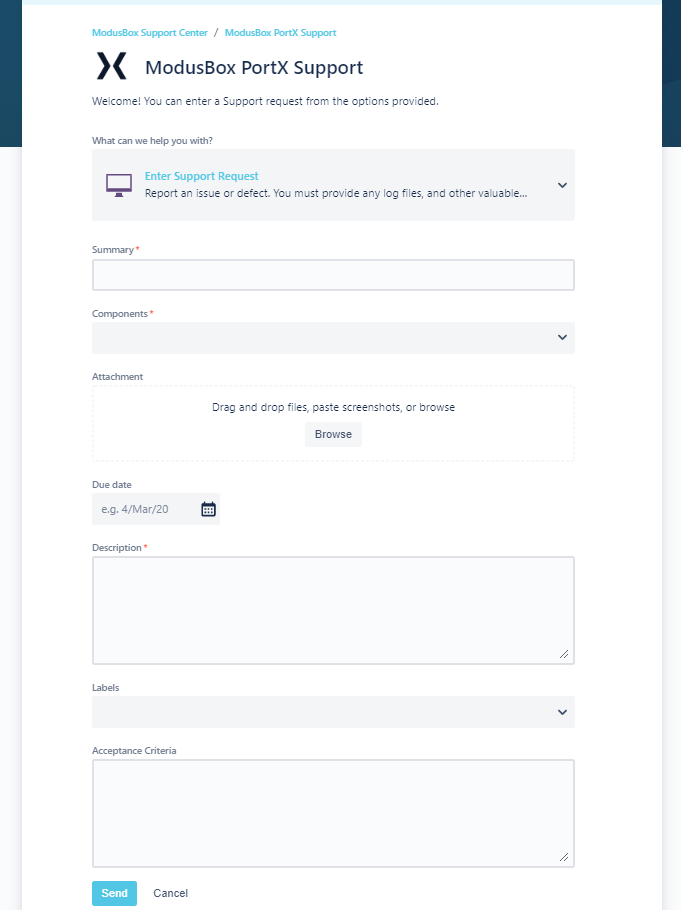 ModusBox Support Center / ModusBox PortX Support
ModusBox PortX Support
Welcome! You can enter a Support request from the options provided.
What can we help you with?
Enter Support Request
Report an issue or defect. You must provide any log files, and other valuable...
Summary *
Components *
Attachment
Drag and drop files, paste screenshots, or browse
Browse
Due date
e.g. 4/Mar/20
Description *
Labels
Acceptance Criteria
Send Cancel